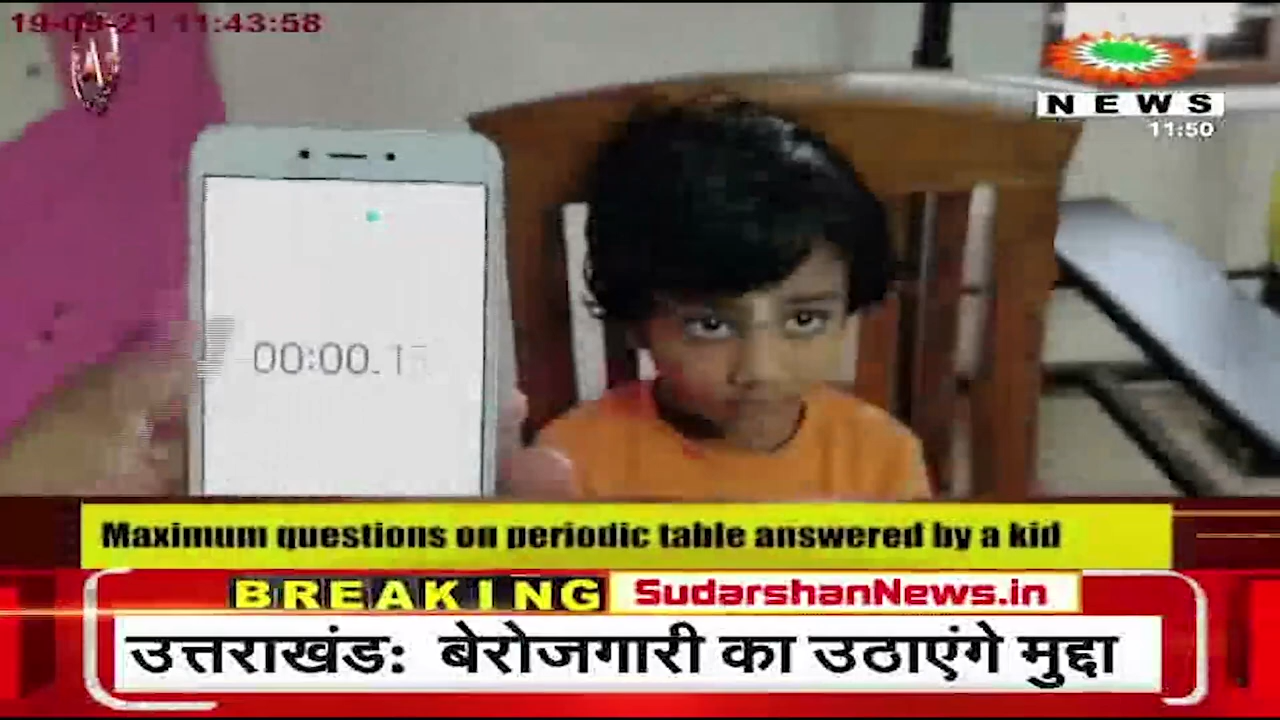 19-09-21 11:43:58
NEWS
11:50
00:00.1
Maximum questions on periodic table answered by a kid
BREAKING SudarshanNews.in
उत्तराखंड: बेरोजगारी का उठाएंगे मुद्दा